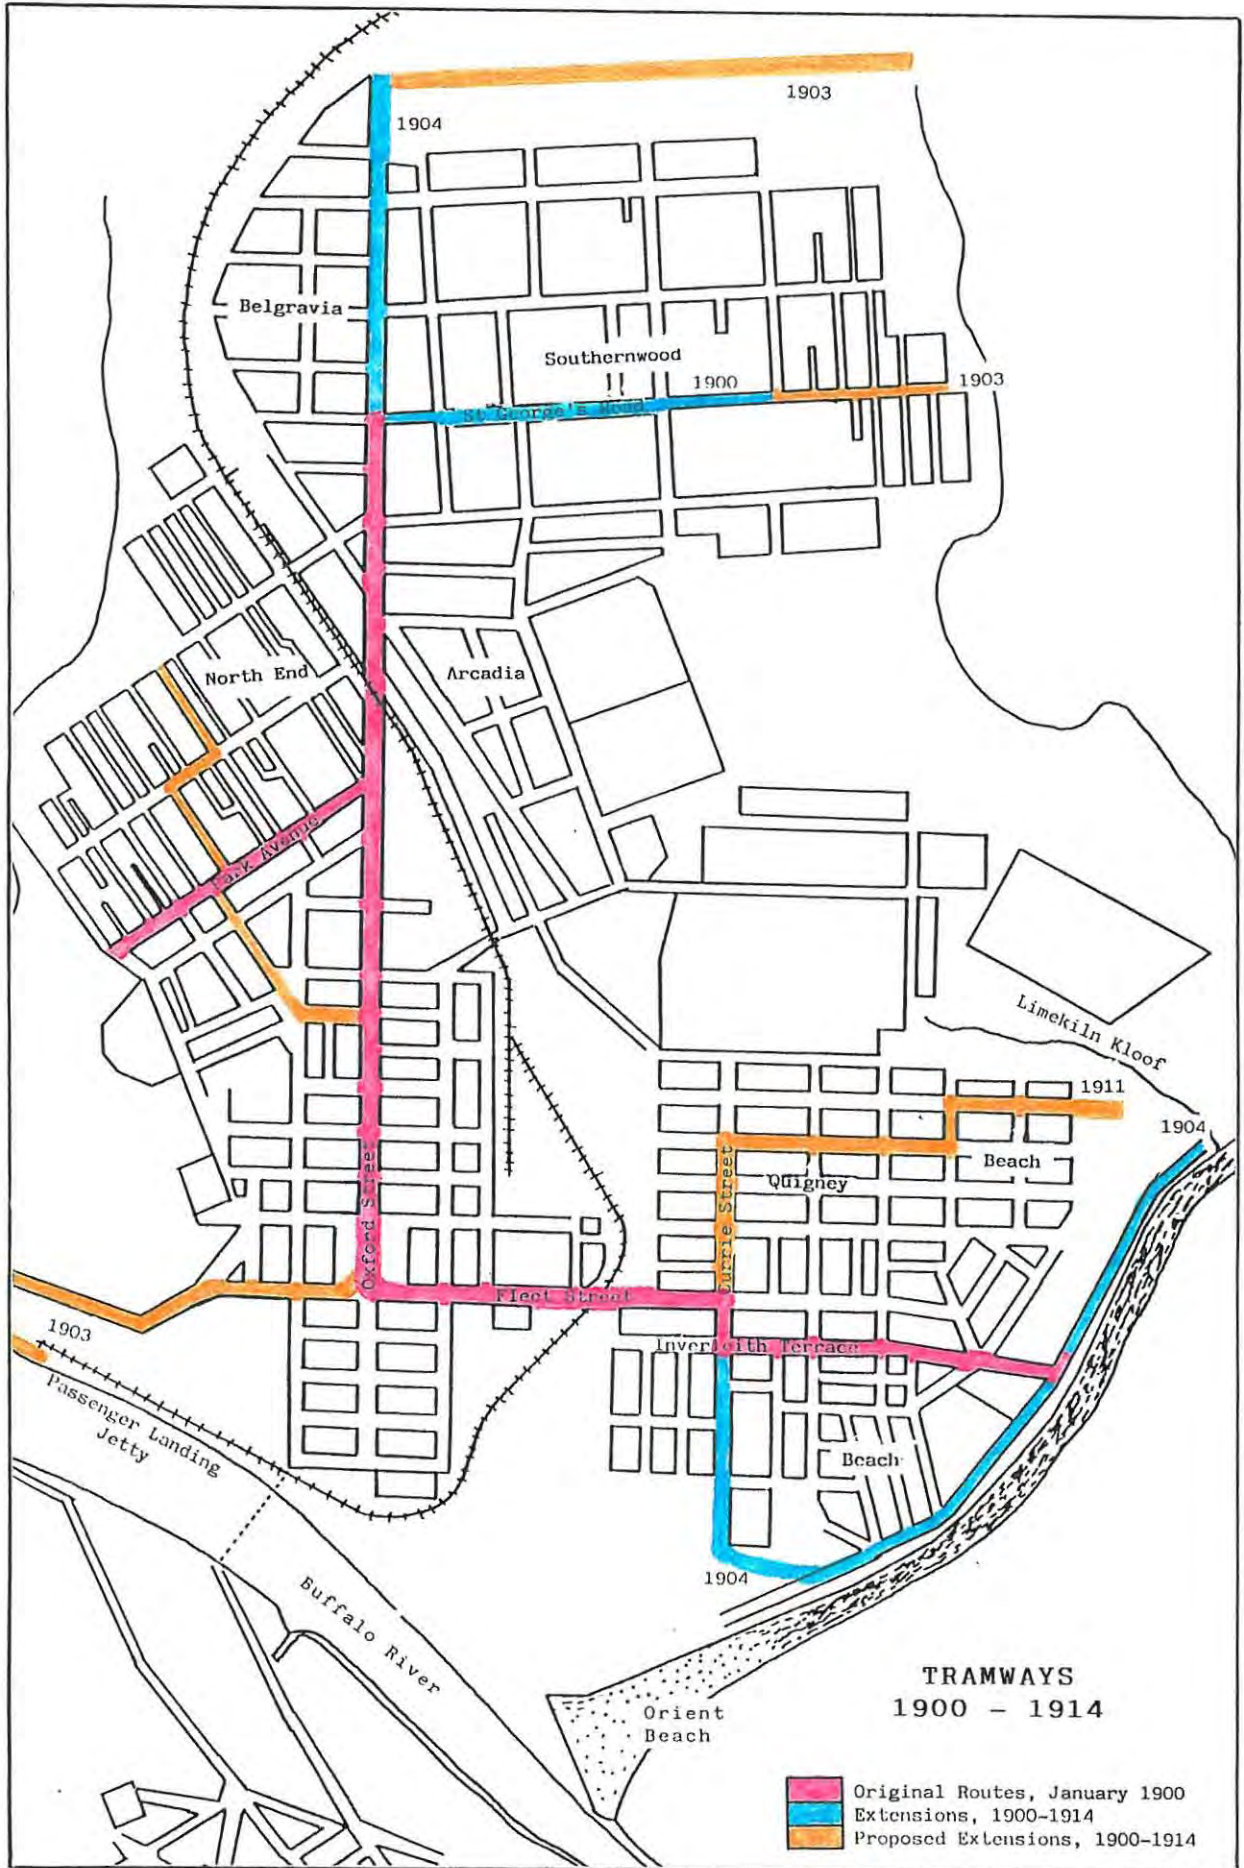 1903
1904
Belgravia
Southernwood
1900
1903
St George's Road
North End
Arcadia
Park Avenue
Limekiln Kloof
1911
1904
Beach
Quigney
Oxford Street
Currie Street
Fleet Street
1903
Inverleith Terrace
Passenger Landing
Jetty
Beach
1904
Buffalo River
TRAMWAYS
1900 - 1914
Orient
Beach
Original Routes, January 1900
Extensions, 1900-1914
Proposed Extensions, 1900-1914